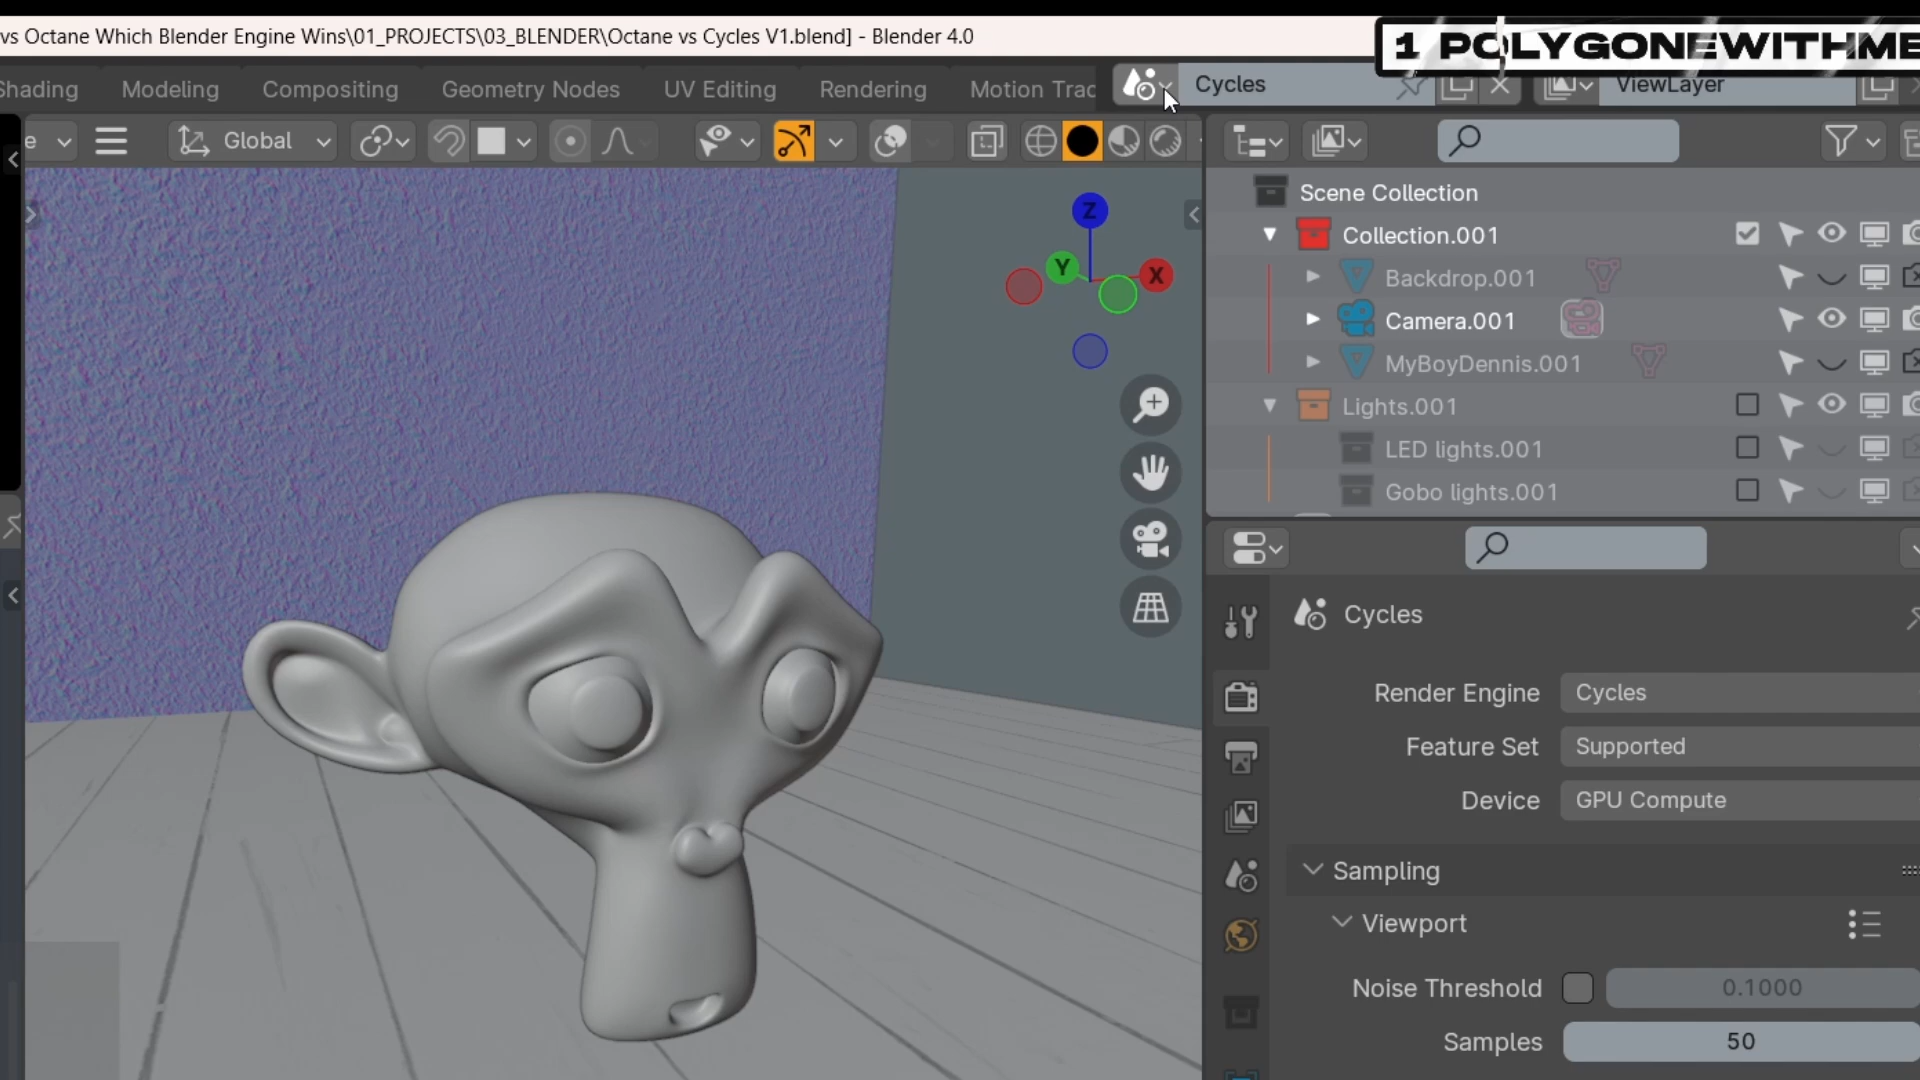 vs Octane Which Blender Engine Wins\01_PROJECTS\03_BLENDER\Octane vs Cycles V1.blend] - Blender 4.0
1 POLYGONEWITHME
Shading Modeling Compositing Geometry Nodes UV Editing Rendering Motion Trac
Cycles
ViewLayer
e
Global
Scene Collection
Collection.001
Backdrop.001
Camera.001
MyBoyDennis.001
Lights.001
LED lights.001
Gobo lights.001
Z
Y
X
Cycles
Render Engine Cycles
Feature Set Supported
Device GPU Compute
Sampling
Viewport
Noise Threshold 0.1000
Samples 50